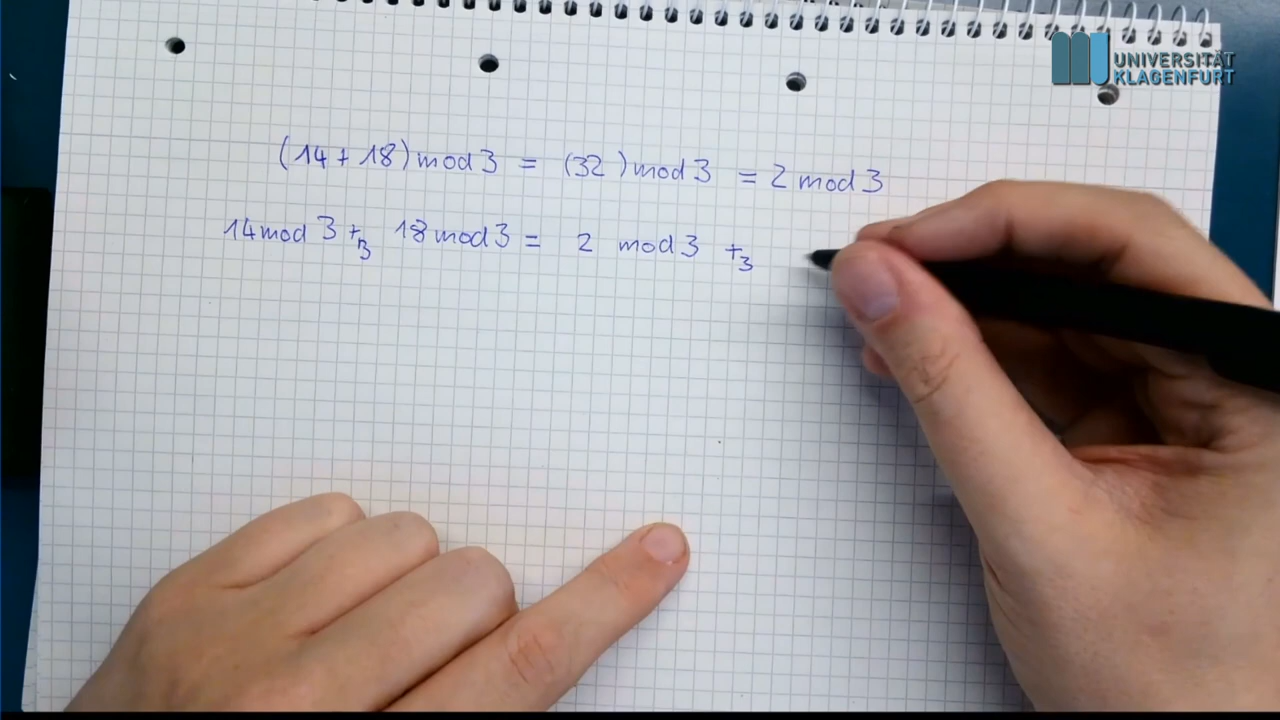 UNIVERSITÄT
KLAGENFURT
(14 + 18) mod 3 = (32) mod 3 = 2 mod 3
14 mod 3 +₃ 18 mod 3 = 2 mod 3 +₃